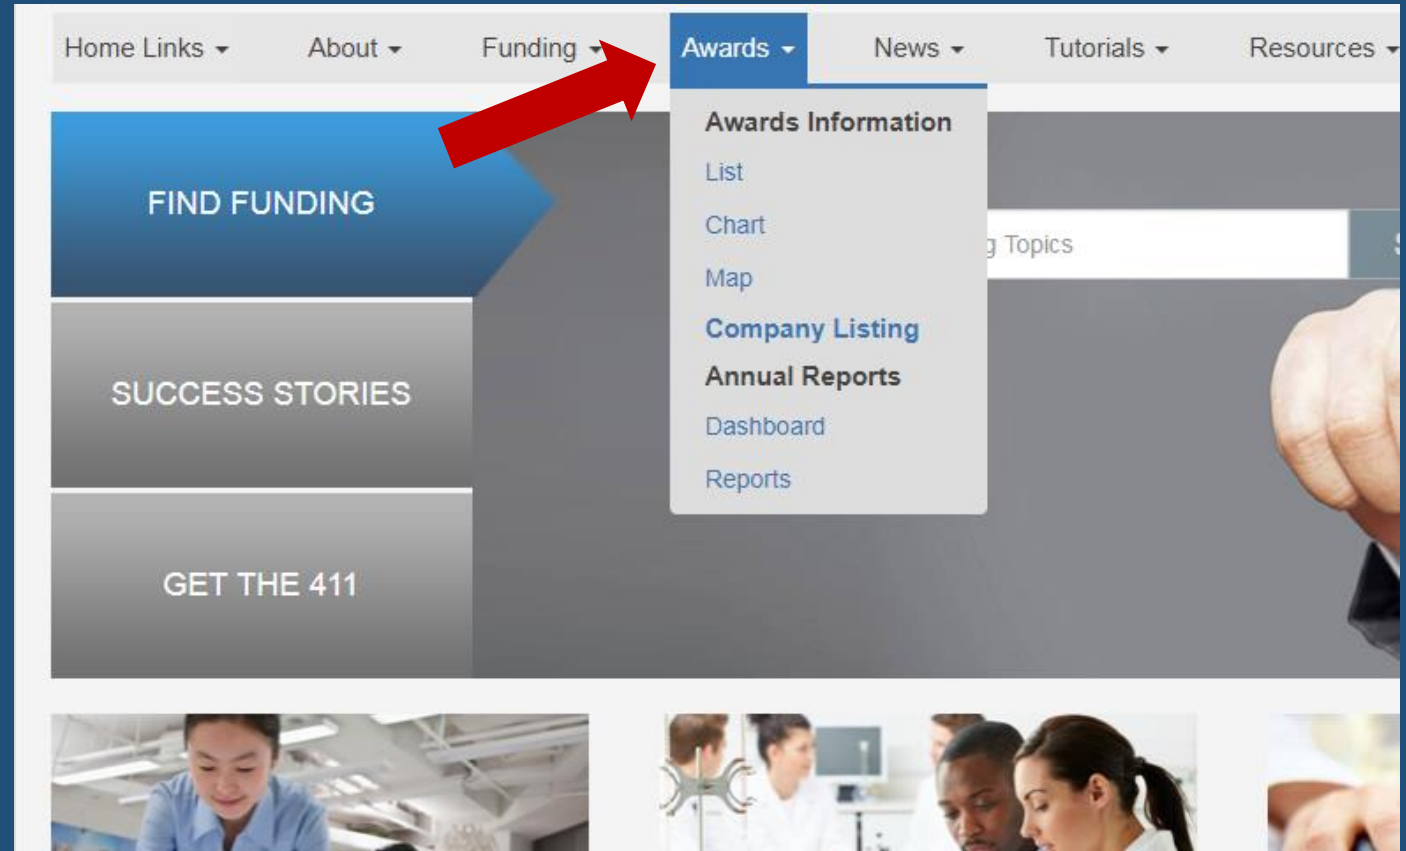 Home Links
About
Funding
Awards
News
Tutorials
Resources
Awards Information
List
Chart
Map
Company Listing
Annual Reports
Dashboard
Reports
FIND FUNDING
SUCCESS STORIES
GET THE 411
Topics